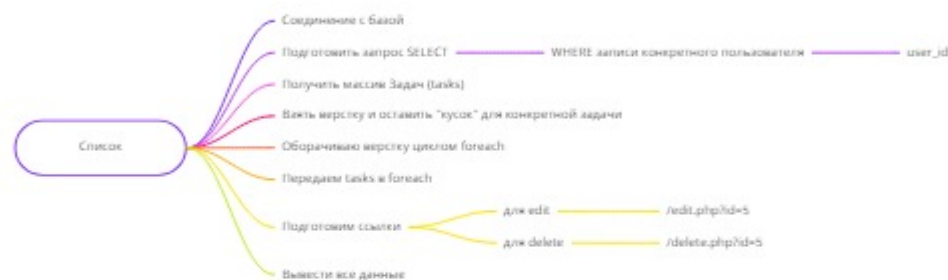 Соединение с базой
Подготовить запрос SELECT
WHERE записи конкретного пользователя
user_id
Получить массив Задач (tasks)
Взять верстку и оставить "кусок" для конкретной задачи
Список
Оборачиваю верстку циклом foreach
Передаем tasks в foreach
Подготовим ссылки
для edit
/edit.php?id=5
для delete
/delete.php?id=5
Вывести все данные